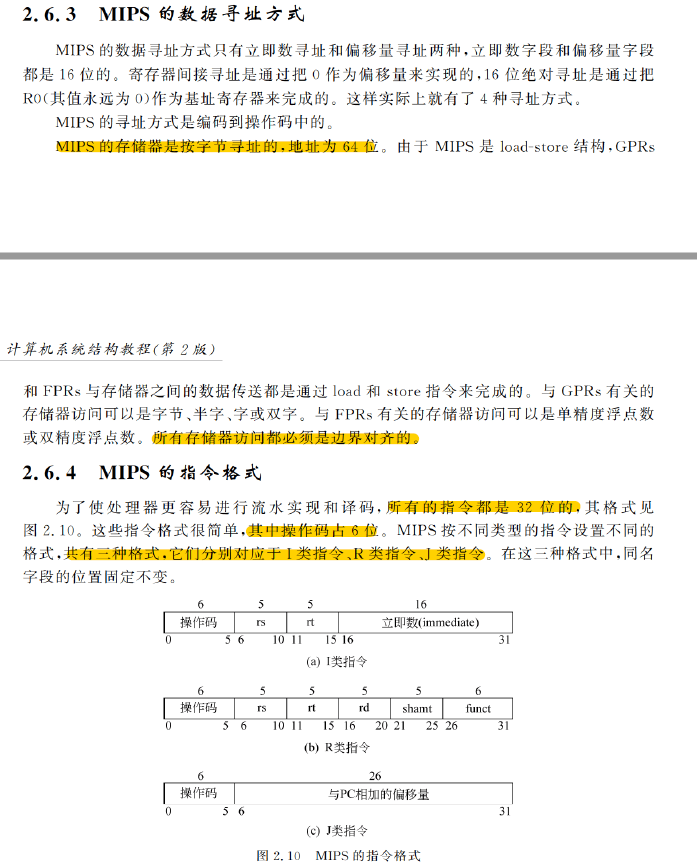 2.6.3 MIPS 的数据寻址方式
MIPS 的数据寻址方式只有立即数寻址和偏移量寻址两种,立即数字段和偏移量字段
都是 16 位的。寄存器间接寻址是通过把 0 作为偏移量来实现的,16 位绝对寻址是通过把
R0(其值永远为 0)作为基址寄存器来完成的。这样实际上就有了 4 种寻址方式。
MIPS 的寻址方式是编码到操作码中的。
MIPS 的存储器是按字节寻址的,地址为 64 位。由于 MIPS 是 load-store 结构,GPRs
计算机系统结构教程(第 2 版)
和 FPRs 与存储器之间的数据传送都是通过 load 和 store 指令来完成的。与 GPRs 有关的
存储器访问可以是字节、半字、字或双字。与 FPRs 有关的存储器访问可以是单精度浮点数
或双精度浮点数。所有存储器访问都必须是边界对齐的。
2.6.4 MIPS 的指令格式
为了使处理器更容易进行流水实现和译码,所有的指令都是 32 位的,其格式见
图 2.10。这些指令格式很简单,其中操作码占 6 位。MIPS 按不同类型的指令设置不同的
格式,共有三种格式,它们分别对应于 I 类指令、R 类指令、J 类指令。在这三种格式中,同名
字段的位置固定不变。
6 5 5 16
操作码 rs rt 立即数(immediate)
0 5 6 10 11 15 16 31
(a) I类指令
6 5 5 5 5 6
操作码 rs rt rd shamt funct
0 5 6 10 11 15 16 20 21 25 26 31
(b) R类指令
6 26
操作码 与PC相加的偏移量
0 5 6 31
(c) J类指令
图 2.10 MIPS 的指令格式